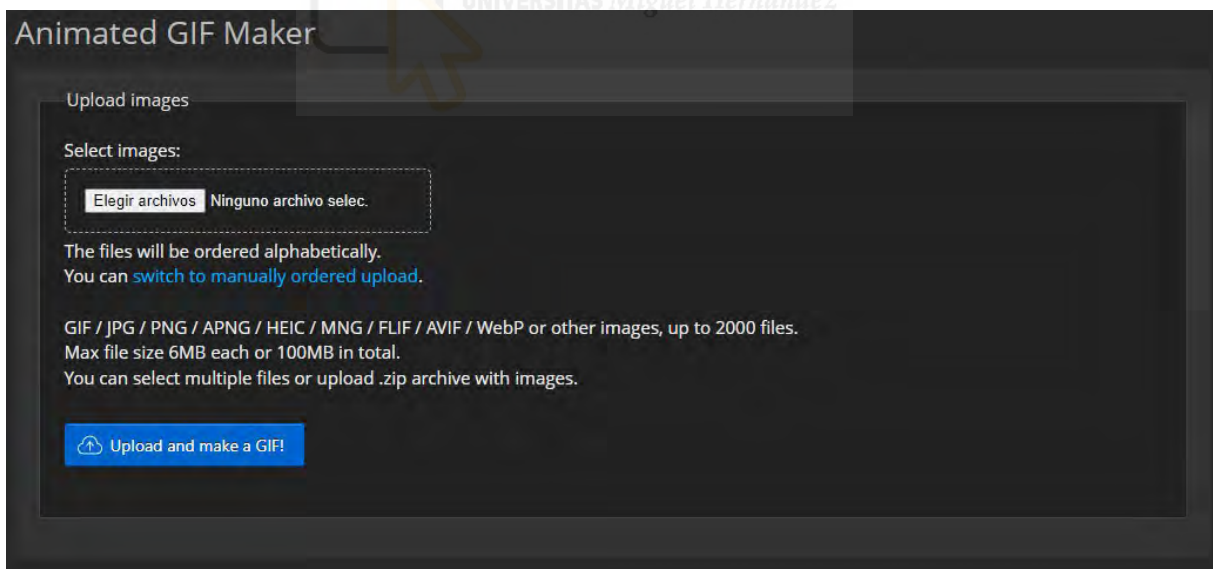 UNIVERSITAS Miguel Hernández
Animated GIF Maker
Upload images
Select images:
Elegir archivos Ninguno archivo selec.
The files will be ordered alphabetically.
You can switch to manually ordered upload.
GIF / JPG / PNG / APNG / HEIC / MNG / FLIF / AVIF / WebP or other images, up to 2000 files.
Max file size 6MB each or 100MB in total.
You can select multiple files or upload .zip archive with images.
Upload and make a GIF!